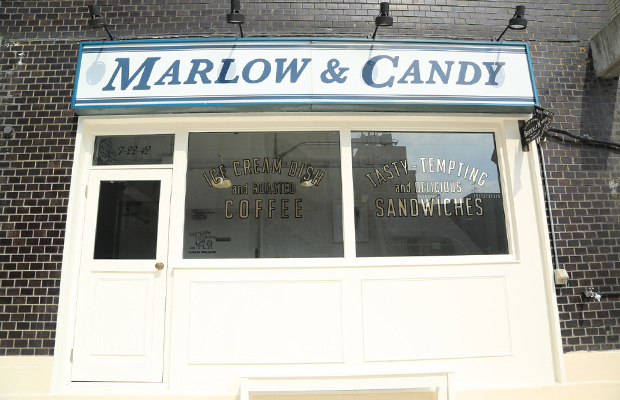 MARLOW & CANDY
7-22-42
ICE CREAM-DISH
and ROASTED
COFFEE
TASTY-TEMPTING
and DELICIOUS
SANDWICHES